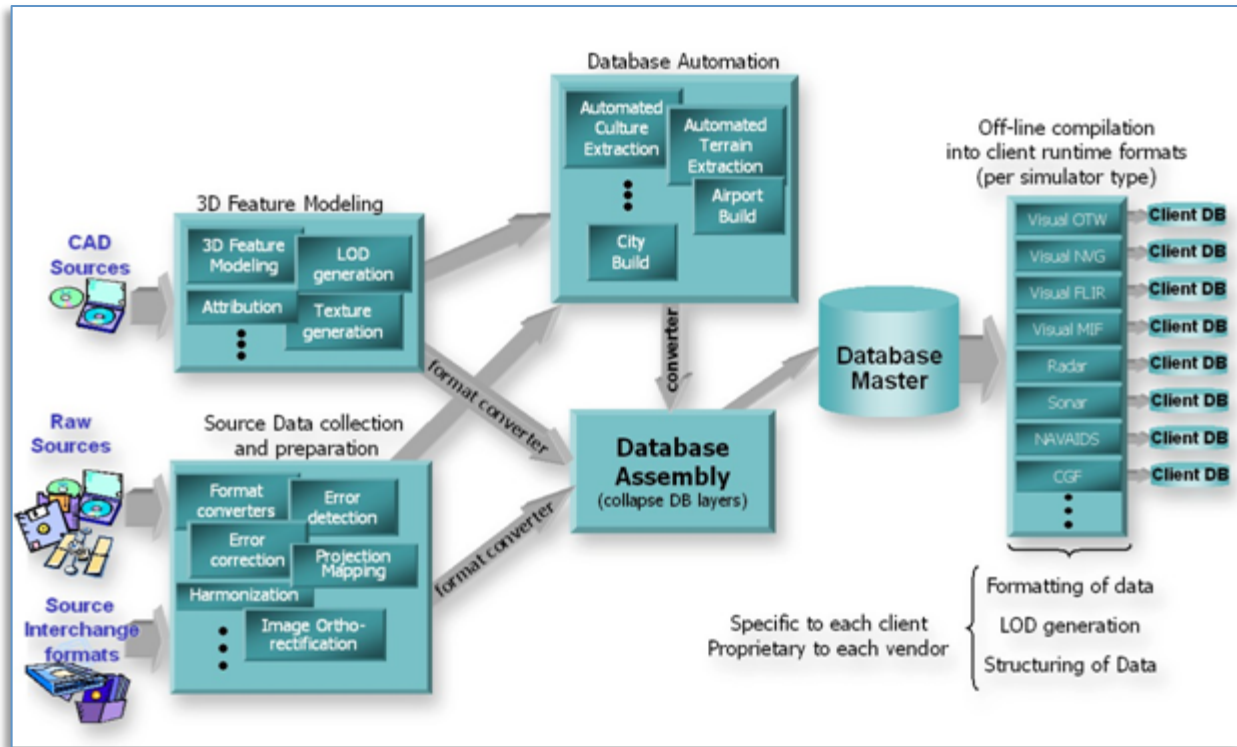 Database Automation
Automated
Culture
Extraction
Automated
Terrain
Extraction
Airport
Build
City
Build
3D Feature Modeling
3D Feature
Modeling
LOD
generation
Attribution
Texture
generation
CAD
Sources
Raw
Sources
Source
Interchange
formats
Source Data collection
and preparation
Format
converters
Error
detection
Error
correction
Projection
Mapping
Harmonization
Image Ortho-
rectification
format converter
format converter
converter
Database
Assembly
(collapse DB layers)
Database
Master
Off-line compilation
into client runtime formats
(per simulator type)
Visual OTW
Client DB
Visual NVG
Client DB
Visual FLIR
Client DB
Visual MIF
Client DB
Radar
Client DB
Sonar
Client DB
NAVAIDS
Client DB
CGF
Client DB
Specific to each client
Proprietary to each vendor
Formatting of data
LOD generation
Structuring of Data